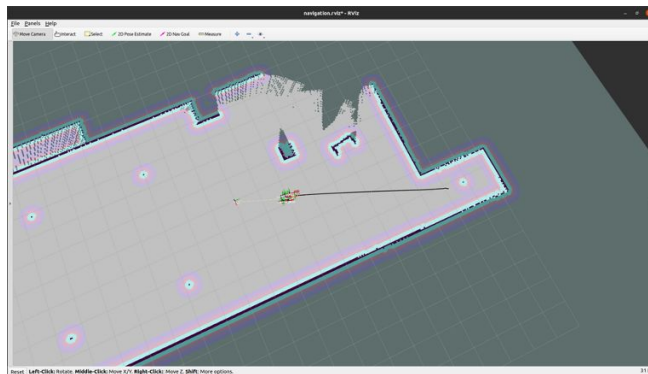 navigation.rviz* - RViz
File Panels Help
Move Camera Interact Select 2D Pose Estimate 2D Nav Goal Measure
Reset Left-Click: Rotate. Middle-Click: Move X/Y. Right-Click: Move Z. Shift: More options.